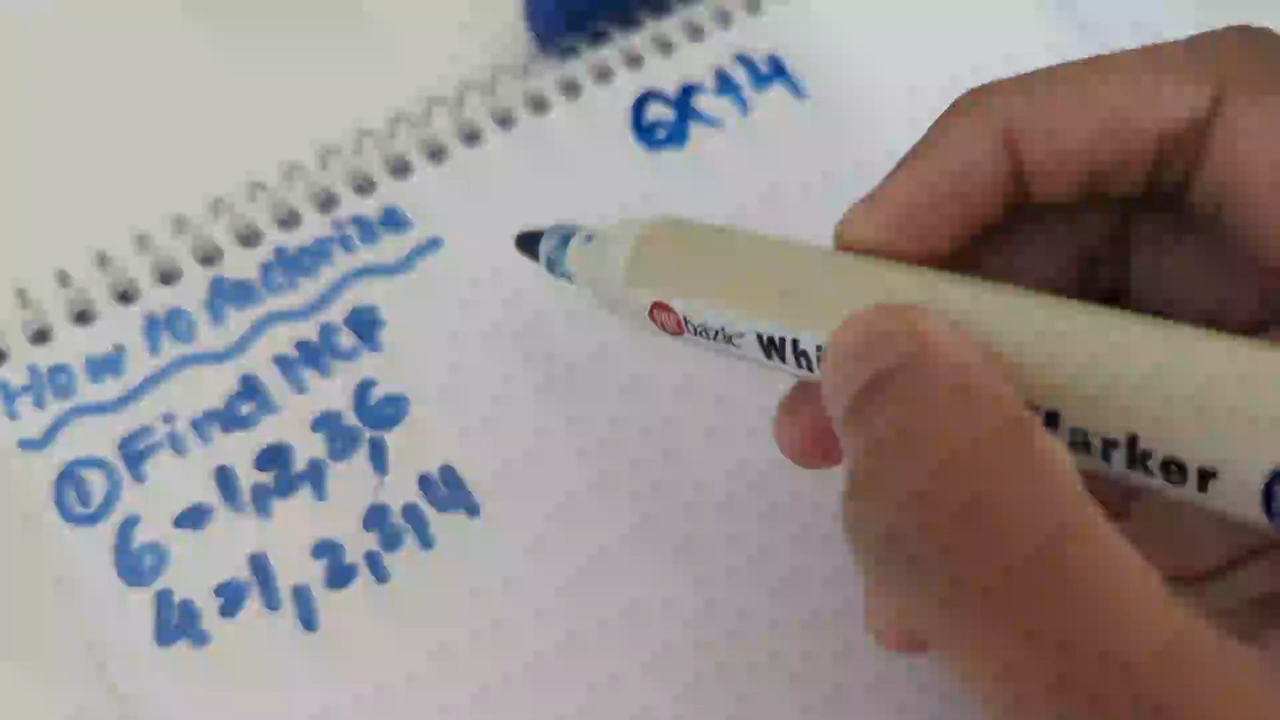 6x+4
How to factorize
① Find HCF
6 → 1, 2, 3, 6
4 → 1, 2, 3, 4
bazic Whi
Marker